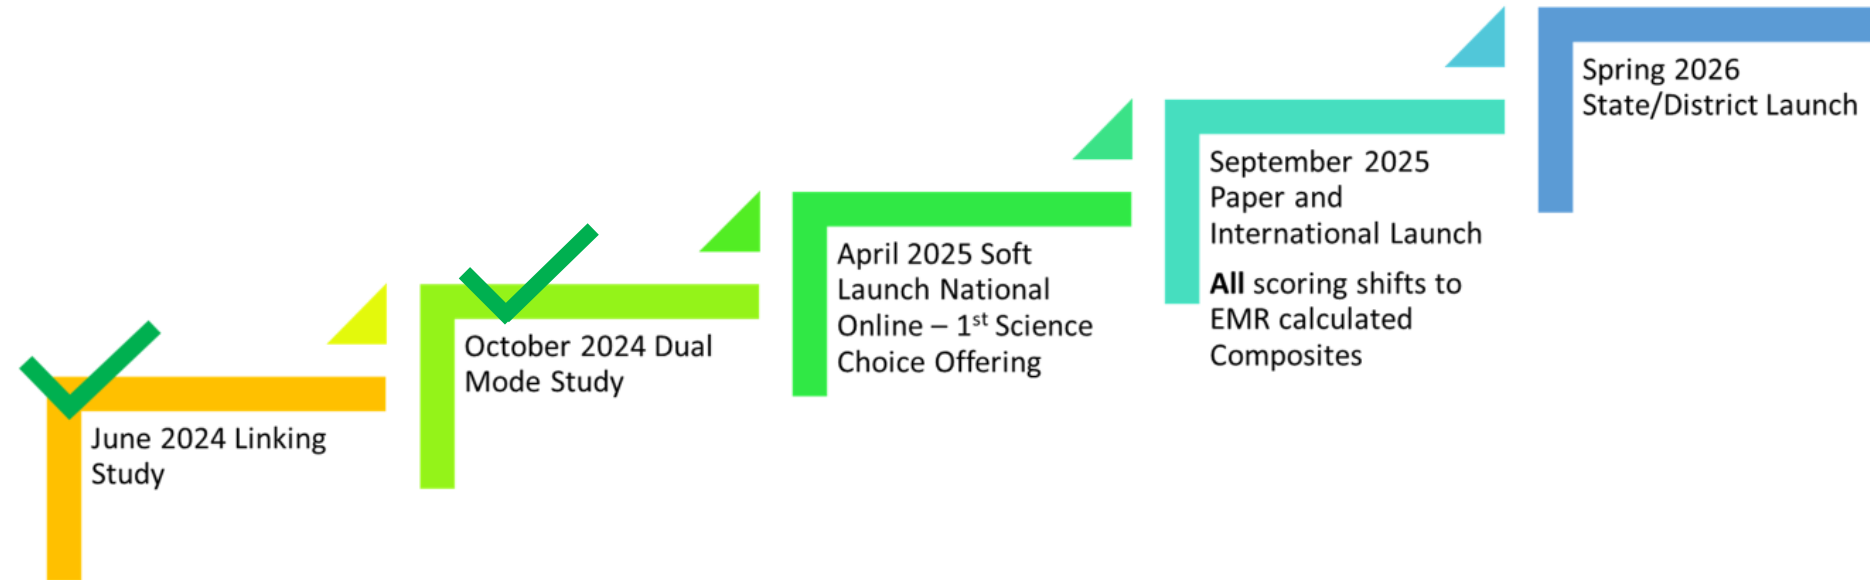 June 2024 Linking
Study
October 2024 Dual
Mode Study
April 2025 Soft
Launch National
Online – 1st Science
Choice Offering
September 2025
Paper and
International Launch
All scoring shifts to
EMR calculated
Composites
Spring 2026
State/District Launch